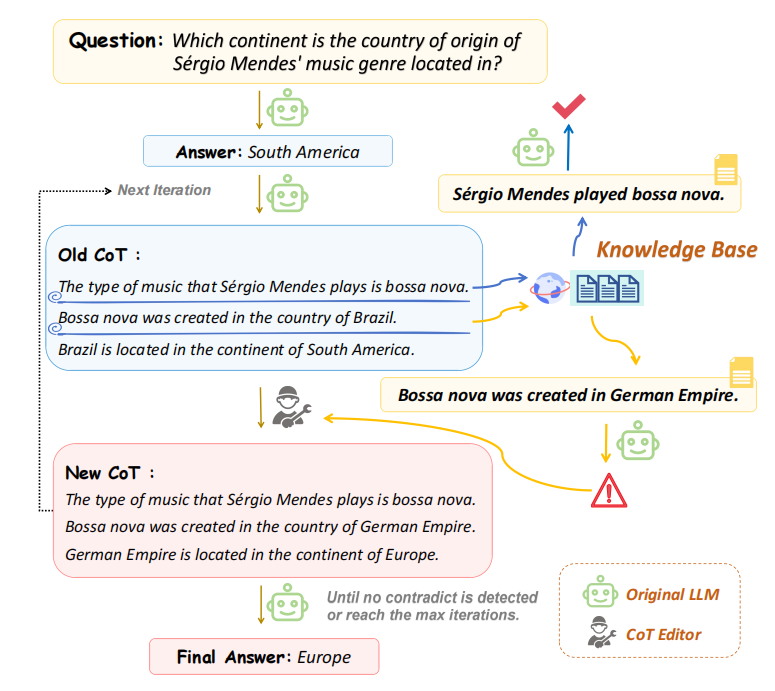 Question: Which continent is the country of origin of
Sérgio Mendes' music genre located in?
Answer: South America
Next Iteration
Sérgio Mendes played bossa nova.
Knowledge Base
Old CoT :
The type of music that Sérgio Mendes plays is bossa nova.
Bossa nova was created in the country of Brazil.
Brazil is located in the continent of South America.
Bossa nova was created in German Empire.
New CoT :
The type of music that Sérgio Mendes plays is bossa nova.
Bossa nova was created in the country of German Empire.
German Empire is located in the continent of Europe.
Until no contradict is detected
or reach the max iterations.
Original LLM
CoT Editor
Final Answer: Europe